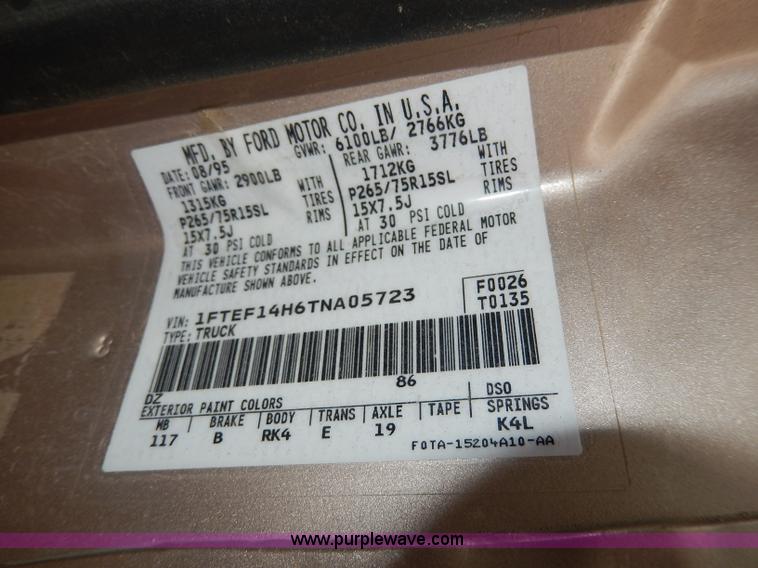 MFD. BY FORD MOTOR CO. IN U.S.A.
DATE: 08/95 GVWR: 6100LB/ 2766KG
FRONT GAWR: 2900LB REAR GAWR: 3776LB
1315KG WITH 1712KG WITH
P265/75R15SL TIRES P265/75R15SL TIRES
15X7.5J RIMS 15X7.5J RIMS
AT 30 PSI COLD AT 30 PSI COLD
THIS VEHICLE CONFORMS TO ALL APPLICABLE FEDERAL MOTOR
VEHICLE SAFETY STANDARDS IN EFFECT ON THE DATE OF
MANUFACTURE SHOWN ABOVE.
VIN: 1FTEF14H6TNA05723 F0026
TYPE: TRUCK T0135
DZ 86
EXTERIOR PAINT COLORS DSO
WB BRAKE BODY TRANS AXLE TAPE SPRINGS
117 B RK4 E 19 K4L
F0TA-15204A10-AA
www.purplewave.com